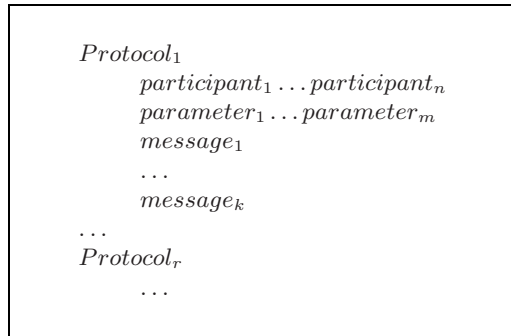 Protocol₁
participant₁ … participantₙ
parameter₁ … parameterₘ
message₁
…
messageₖ
…
Protocolᵣ
…